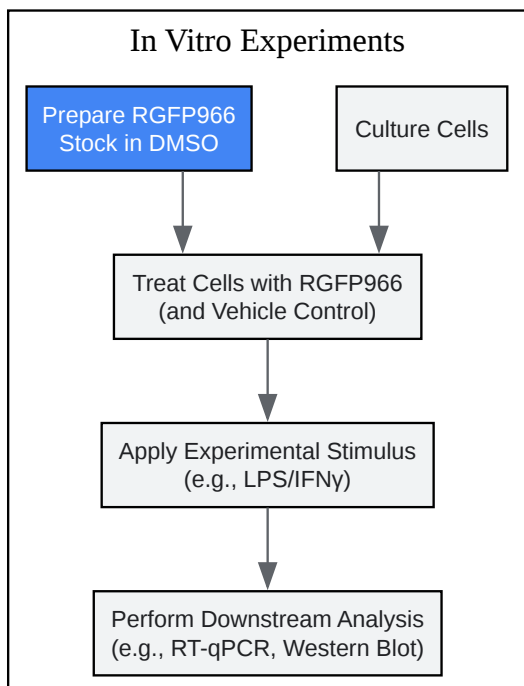 In Vitro Experiments
Prepare RGFP966
Stock in DMSO
Culture Cells
Treat Cells with RGFP966
(and Vehicle Control)
Apply Experimental Stimulus
(e.g., LPS/IFNγ)
Perform Downstream Analysis
(e.g., RT-qPCR, Western Blot)